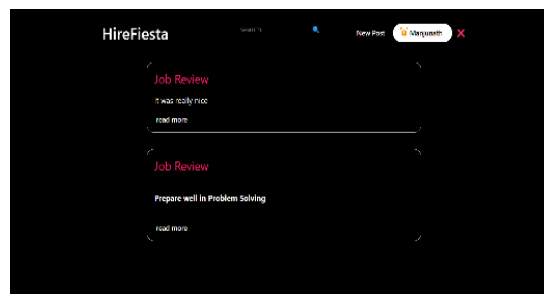 HireFiesta
Search
New Post
Manjunath
Job Review
It was really nice
read more
Job Review
Prepare well in Problem Solving
read more